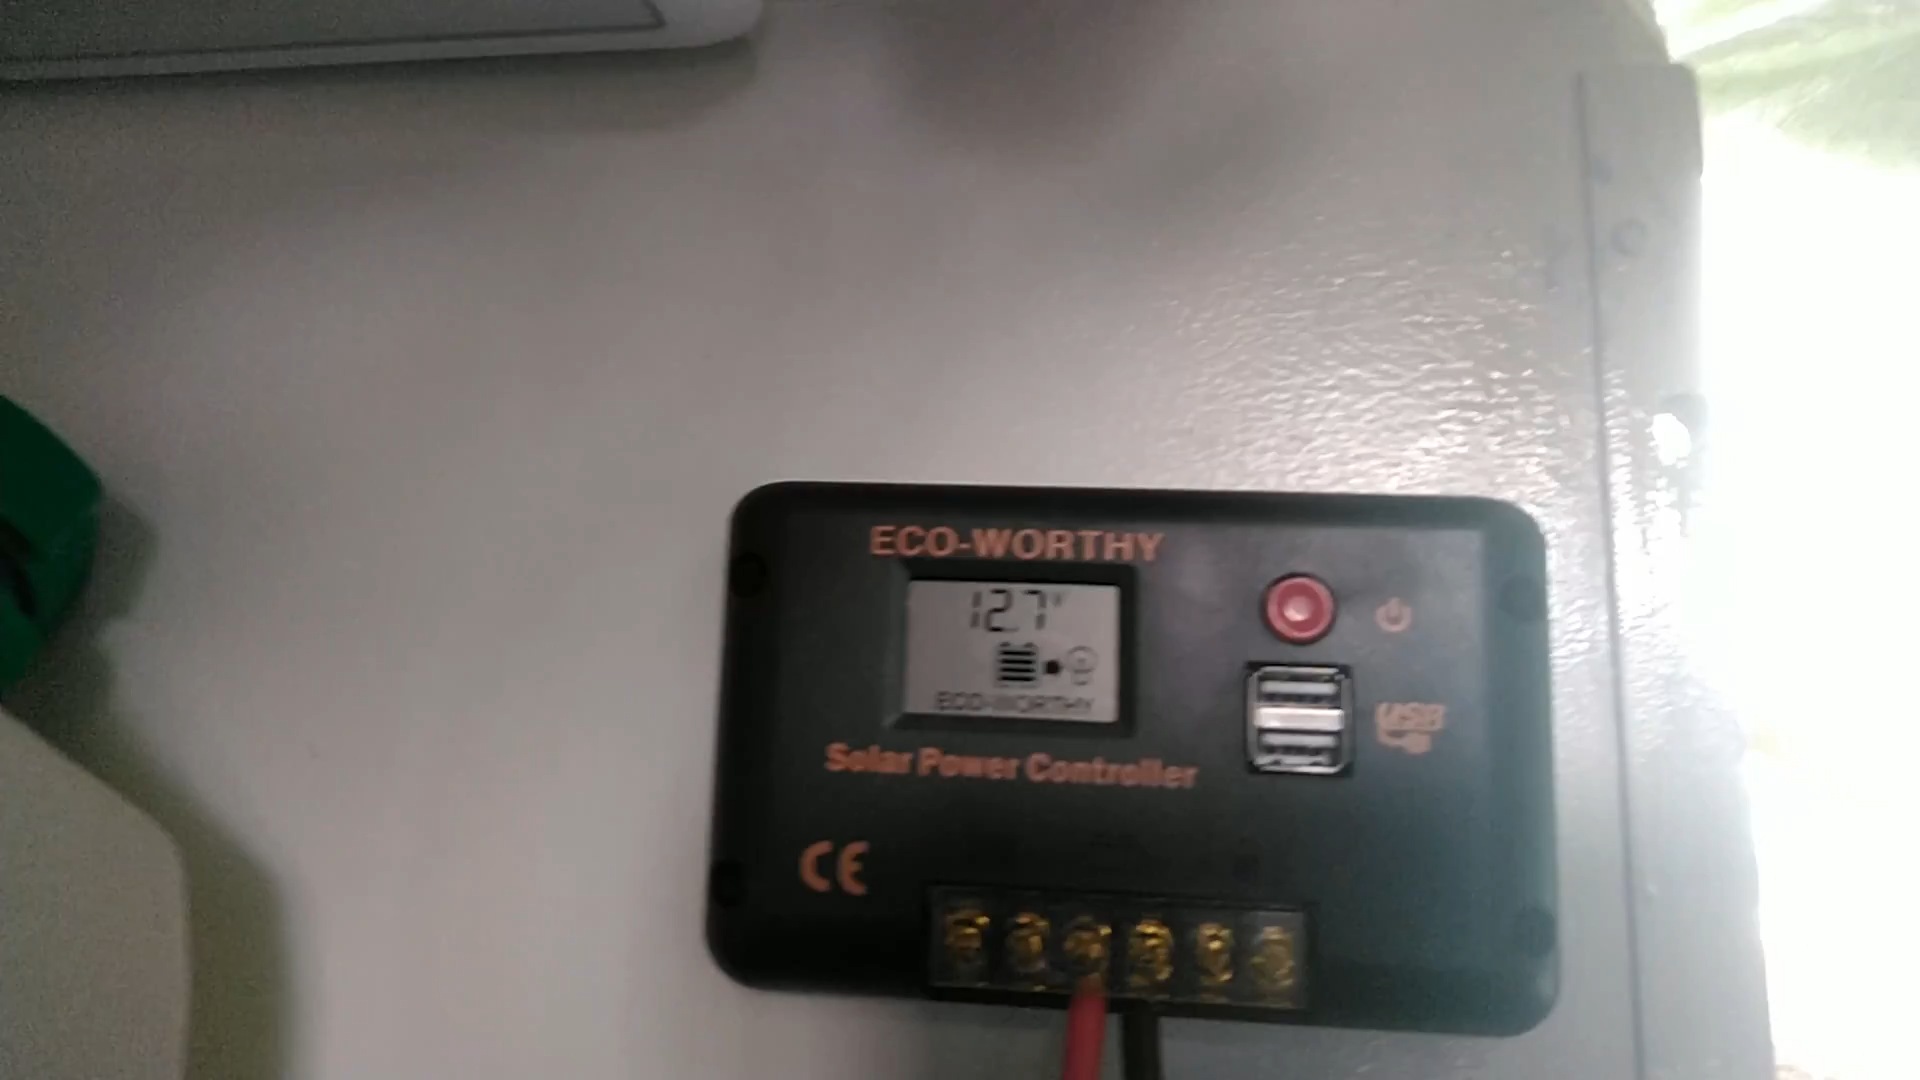 ECO-WORTHY
12.7V
ECO-WORTHY
Solar Power Controller
USB
CE